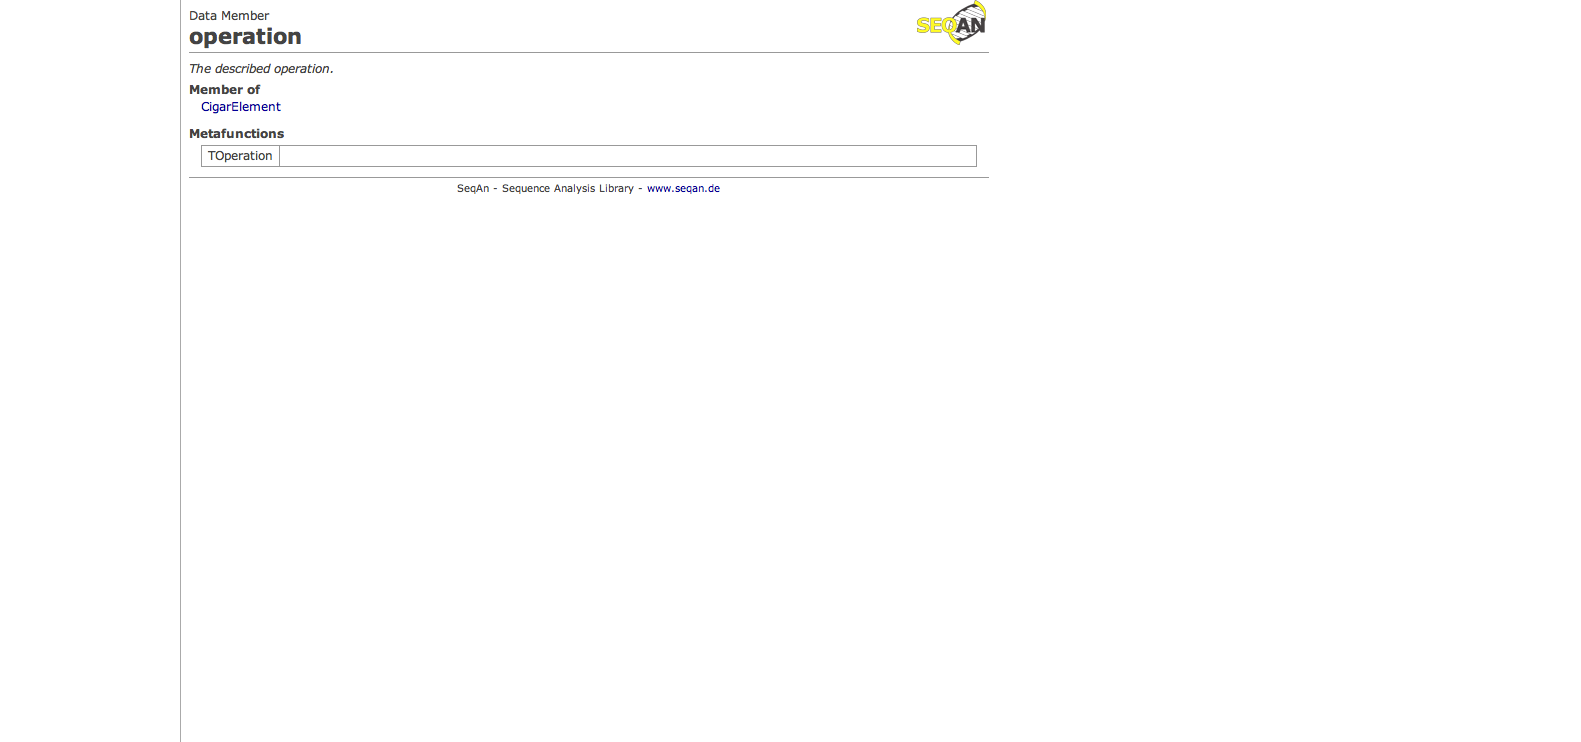 Data Member
SEQAN
operation
The described operation.
Member of
CigarElement
Metafunctions
TOperation
SeqAn - Sequence Analysis Library - www.seqan.de